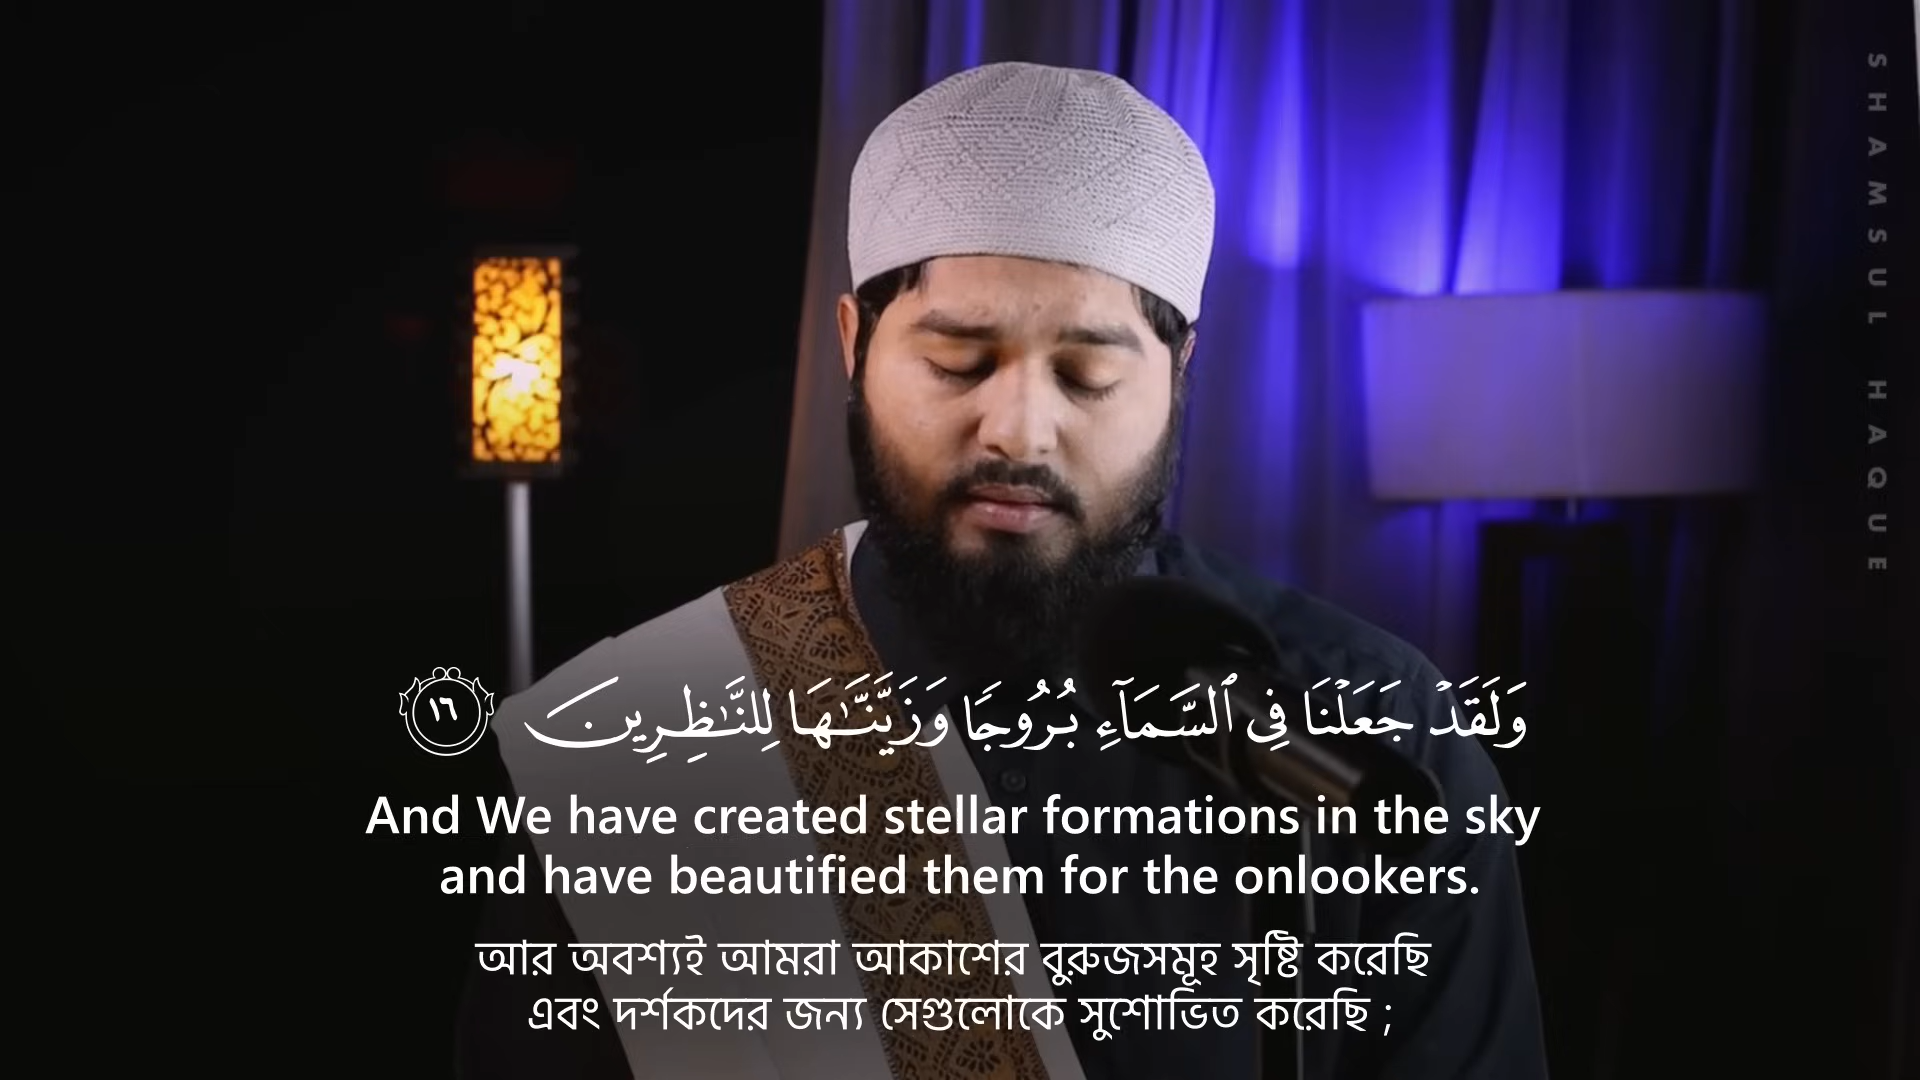 وَلَقَدْ جَعَلْنَا فِى ٱلسَّمَآءِ بُرُوجًا وَزَيَّنَّـٰهَا لِلنَّـٰظِرِينَ ١٦
And We have created stellar formations in the sky
and have beautified them for the onlookers.
আর অবশ্যই আমরা আকাশের বুরুজসমূহ সৃষ্টি করেছি
এবং দর্শকদের জন্য সেগুলোকে সুশোভিত করেছি ;
SHAMSUL HAQUE